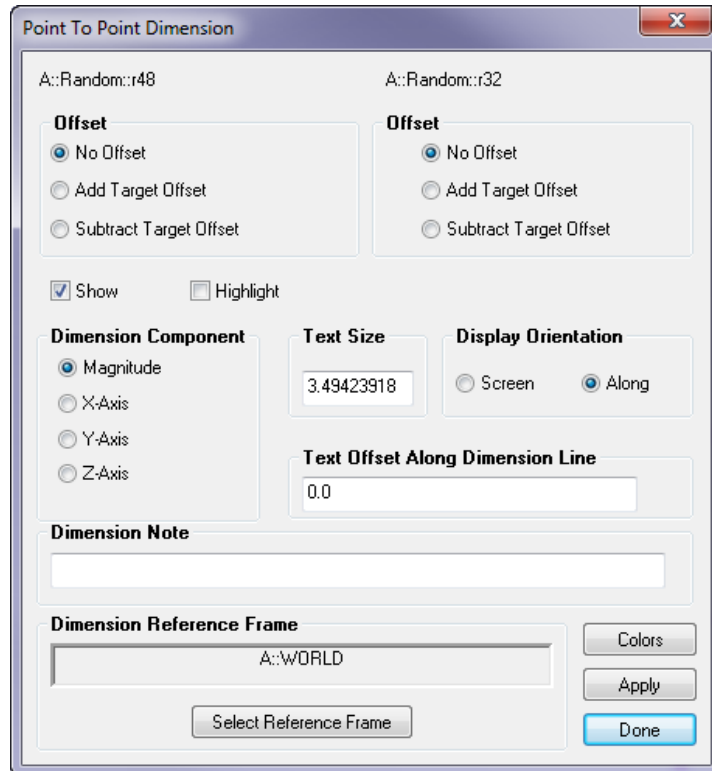 Point To Point Dimension
A::Random::r48 A::Random::r32
Offset Offset
No Offset No Offset
Add Target Offset Add Target Offset
Subtract Target Offset Subtract Target Offset
Show Highlight
Dimension Component Text Size Display Orientation
Magnitude
3.49423918 Screen Along
X-Axis
Y-Axis
Text Offset Along Dimension Line
Z-Axis
0.0
Dimension Note
Dimension Reference Frame
Colors
A::WORLD
Apply
Select Reference Frame Done